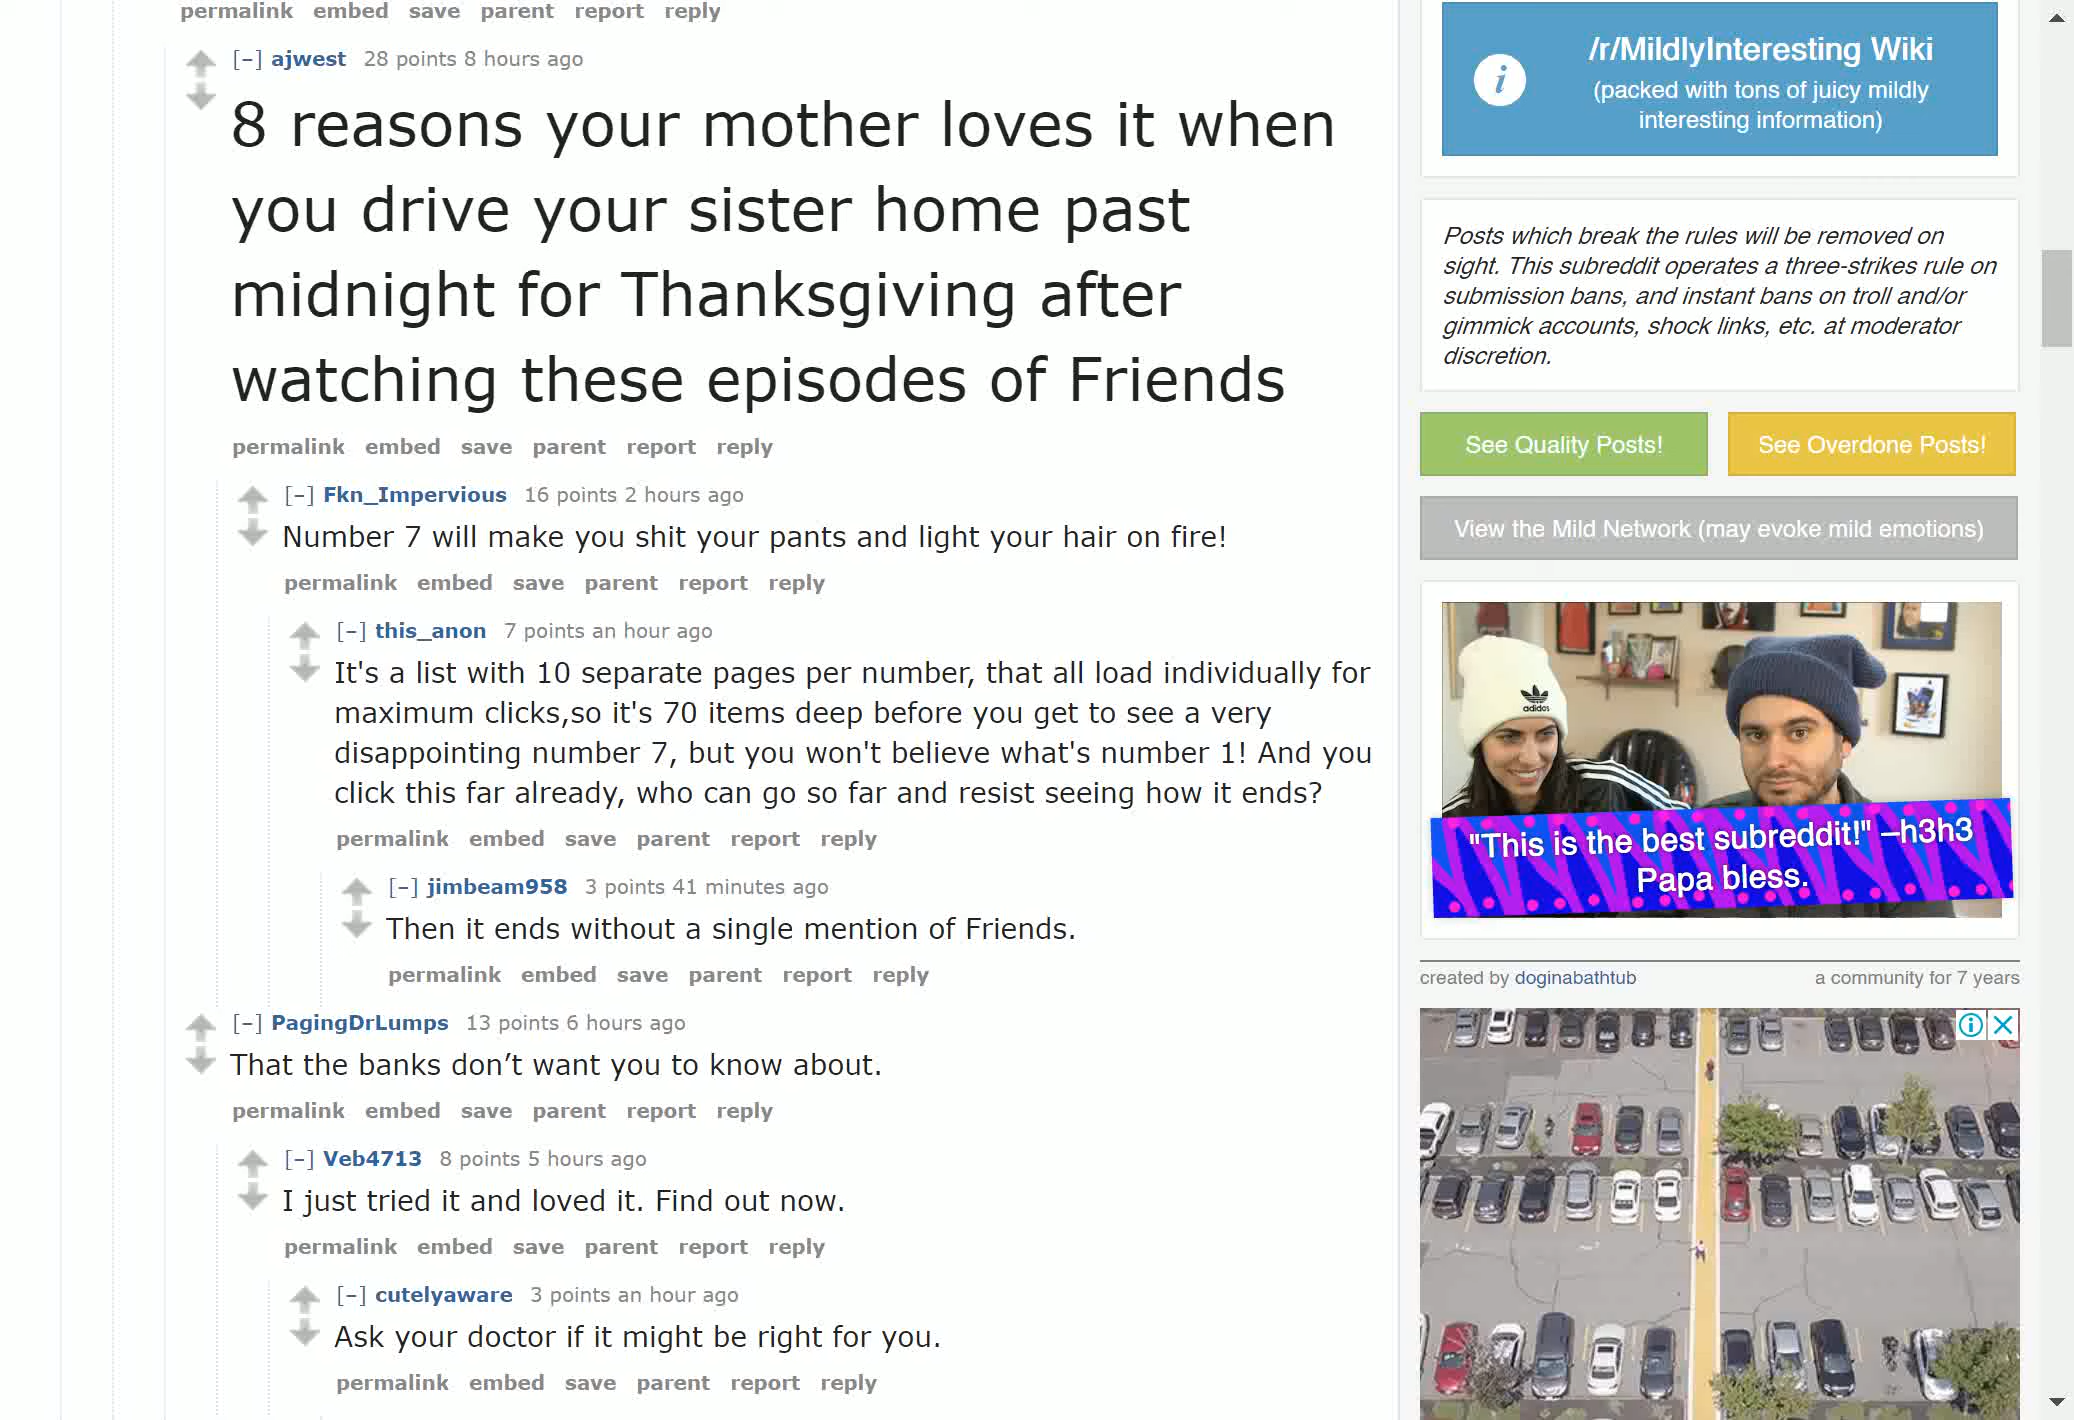 permalink embed save parent report reply
[–] ajwest 28 points 8 hours ago
8 reasons your mother loves it when
you drive your sister home past
midnight for Thanksgiving after
watching these episodes of Friends
permalink embed save parent report reply
[–] Fkn_Impervious 16 points 2 hours ago
Number 7 will make you shit your pants and light your hair on fire!
permalink embed save parent report reply
[–] this_anon 7 points an hour ago
It's a list with 10 separate pages per number, that all load individually for
maximum clicks,so it's 70 items deep before you get to see a very
disappointing number 7, but you won't believe what's number 1! And you
click this far already, who can go so far and resist seeing how it ends?
permalink embed save parent report reply
[–] jimbeam958 3 points 41 minutes ago
Then it ends without a single mention of Friends.
permalink embed save parent report reply
[–] PagingDrLumps 13 points 6 hours ago
That the banks don’t want you to know about.
permalink embed save parent report reply
[–] Veb4713 8 points 5 hours ago
I just tried it and loved it. Find out now.
permalink embed save parent report reply
[–] cutelyaware 3 points an hour ago
Ask your doctor if it might be right for you.
permalink embed save parent report reply
i
/r/MildlyInteresting Wiki
(packed with tons of juicy mildly
interesting information)
Posts which break the rules will be removed on
sight. This subreddit operates a three-strikes rule on
submission bans, and instant bans on troll and/or
gimmick accounts, shock links, etc. at moderator
discretion.
See Quality Posts!
See Overdone Posts!
View the Mild Network (may evoke mild emotions)
adidas
"This is the best subreddit!" –h3h3
Papa bless.
created by doginabathtub
a community for 7 years